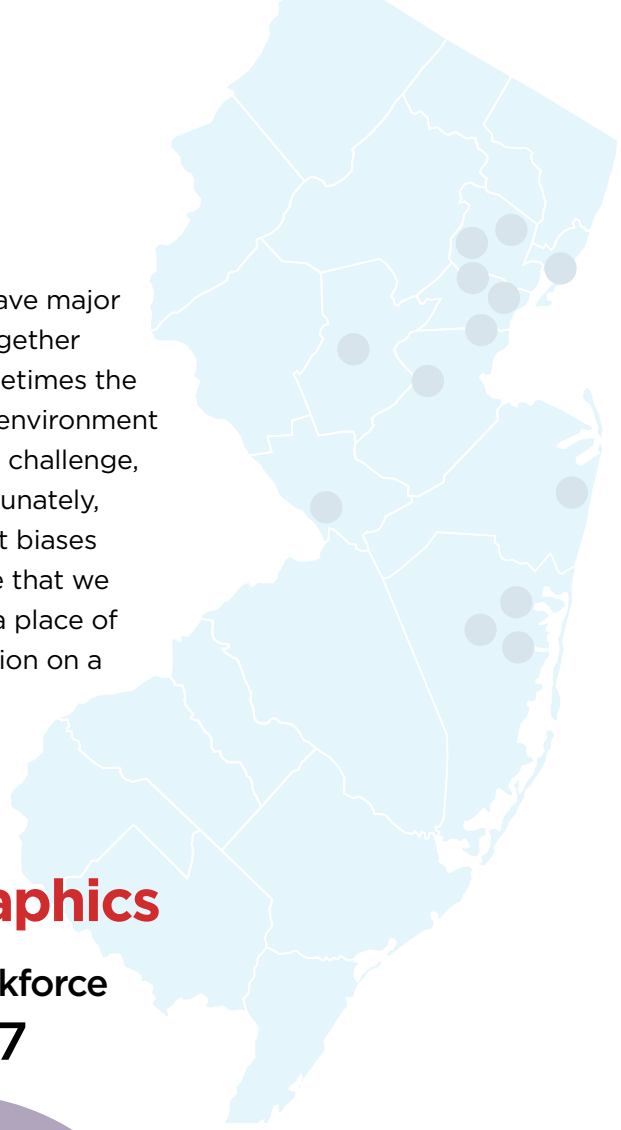 ave major
gether
etimes the
environment
challenge,
unately,
t biases
e that we
a place of
ion on a
aphics
kforce
7